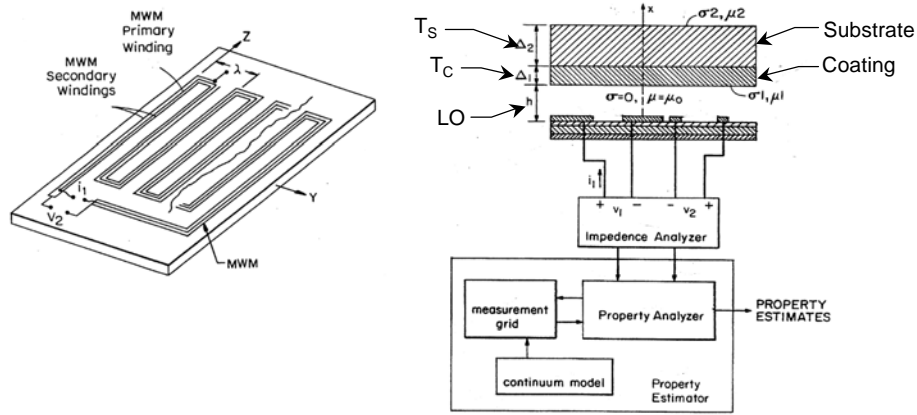 MWM
Primary
Winding
MWM
Secondary
Windings
Z
λ
i1
V2
Y
MWM
x
σ2, μ2
TS
Δ2
Substrate
TC
Δ1
Coating
σ1, μ1
h
σ=0, μ=μ0
LO
i1
+ v1 − − v2 +
Impedence Analyzer
measurement
grid
Property Analyzer
PROPERTY
ESTIMATES
continuum model
Property
Estimator